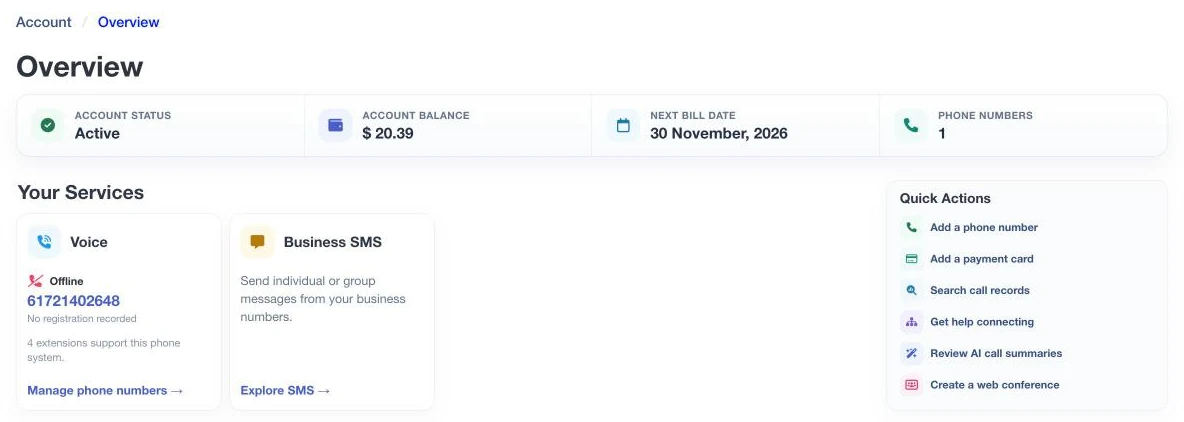 Account / Overview
Overview
ACCOUNT STATUS
Active
ACCOUNT BALANCE
$ 20.39
NEXT BILL DATE
30 November, 2026
PHONE NUMBERS
1
Your Services
Voice
Offline
61721402648
No registration recorded
4 extensions support this phone
system.
Manage phone numbers →
Business SMS
Send individual or group
messages from your business
numbers.
Explore SMS →
Quick Actions
Add a phone number
Add a payment card
Search call records
Get help connecting
Review AI call summaries
Create a web conference